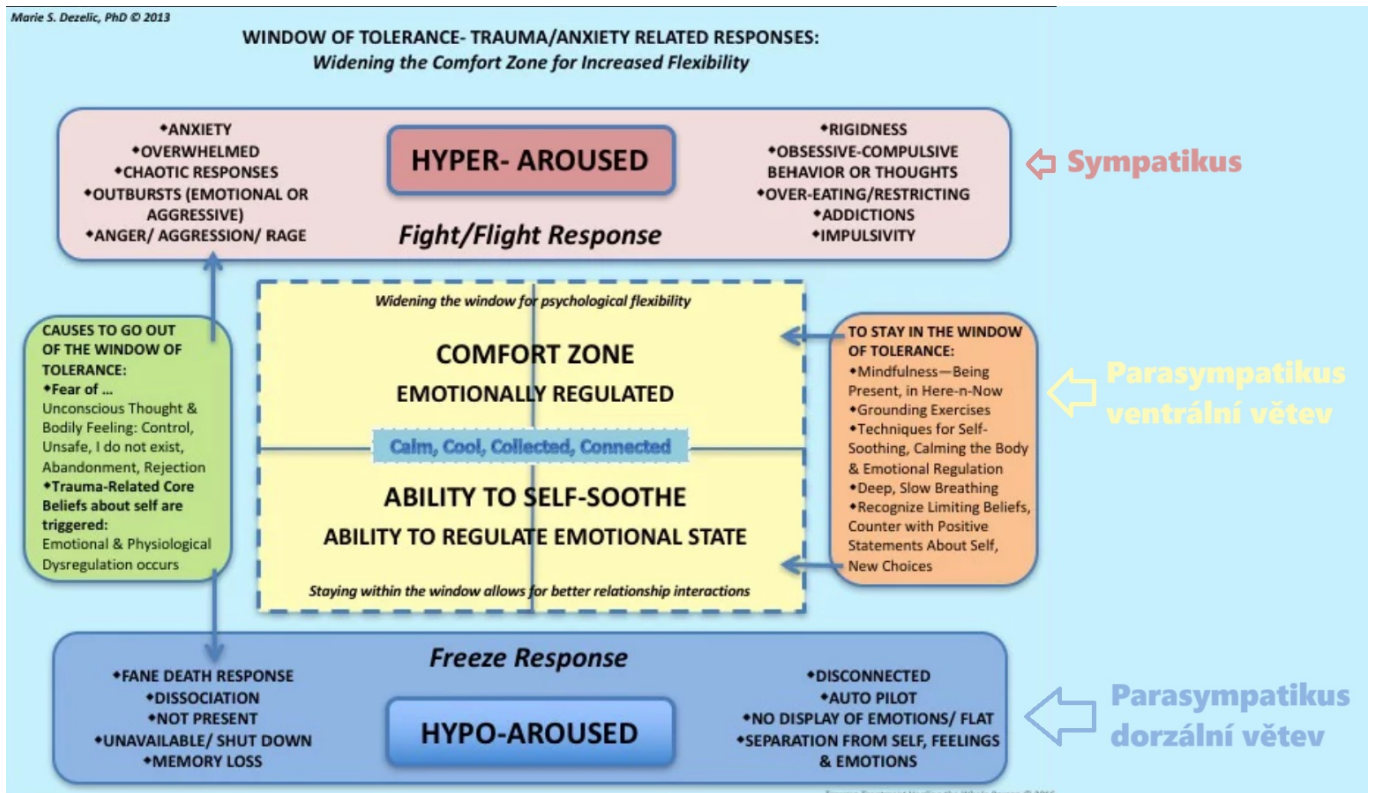 Marie S. Dezelic, PhD © 2013
WINDOW OF TOLERANCE- TRAUMA/ANXIETY RELATED RESPONSES:
Widening the Comfort Zone for Increased Flexibility
◆ANXIETY
◆OVERWHELMED
◆CHAOTIC RESPONSES
◆OUTBURSTS (EMOTIONAL OR
AGGRESSIVE)
◆ANGER/ AGGRESSION/ RAGE
HYPER- AROUSED
Fight/Flight Response
◆RIGIDNESS
◆OBSESSIVE-COMPULSIVE
BEHAVIOR OR THOUGHTS
◆OVER-EATING/RESTRICTING
◆ADDICTIONS
◆IMPULSIVITY
Sympatikus
CAUSES TO GO OUT
OF THE WINDOW OF
TOLERANCE:
◆Fear of ...
Unconscious Thought &
Bodily Feeling: Control,
Unsafe, I do not exist,
Abandonment, Rejection
◆Trauma-Related Core
Beliefs about self are
triggered:
Emotional & Physiological
Dysregulation occurs
Widening the window for psychological flexibility
COMFORT ZONE
EMOTIONALLY REGULATED
Calm, Cool, Collected, Connected
ABILITY TO SELF-SOOTHE
ABILITY TO REGULATE EMOTIONAL STATE
Staying within the window allows for better relationship interactions
TO STAY IN THE WINDOW
OF TOLERANCE:
◆Mindfulness—Being
Present, in Here-n-Now
◆Grounding Exercises
◆Techniques for Self-
Soothing, Calming the Body
& Emotional Regulation
◆Deep, Slow Breathing
◆Recognize Limiting Beliefs,
Counter with Positive
Statements About Self,
New Choices
Parasympatikus
ventrální větev
Freeze Response
HYPO-AROUSED
◆FANE DEATH RESPONSE
◆DISSOCIATION
◆NOT PRESENT
◆UNAVAILABLE/ SHUT DOWN
◆MEMORY LOSS
◆DISCONNECTED
◆AUTO PILOT
◆NO DISPLAY OF EMOTIONS/ FLAT
◆SEPARATION FROM SELF, FEELINGS
& EMOTIONS
Parasympatikus
dorzální větev